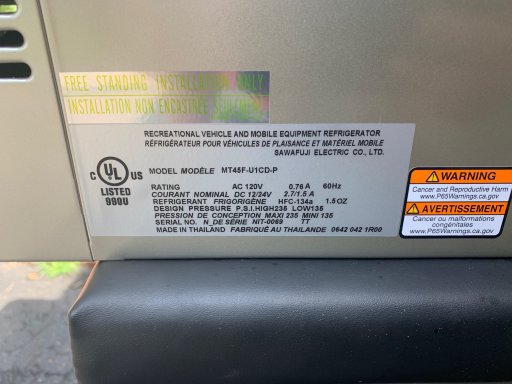 FREE STANDING INSTALLATION ONLY
INSTALLATION NON ENCASTRÉE SEULEMENT
RECREATIONAL VEHICLE AND MOBILE EQUIPMENT REFRIGERATOR
RÉFRIGÉRATEUR POUR VÉHICULES DE PLAISANCE ET MATÉRIEL MOBILE
SAWAFUJI ELECTRIC CO., LTD.
C UL US
LISTED
990U
MODEL MODÈLE MT45F-U1CD-P
RATING AC 120V 0.76 A 60Hz
COURANT NOMINAL DC 12/24V 2.7/1.5 A
REFRIGERANT FRIGORIGÈNE HFC-134a 1.5OZ
DESIGN PRESSURE P.S.I.HIGH235 LOW135
PRESSION DE CONCEPTION MAXI 235 MINI 135
SERIAL NO. N DE SÉRIE NIT-0069 TT
MADE IN THAILAND FABRIQUÉ AU THAILANDE 0642 042 1R00
WARNING
Cancer and Reproductive Harm
www.P65Warnings.ca.gov
AVERTISSEMENT
Cancer ou malformations
congénitales
www.P65Warnings.ca.gov